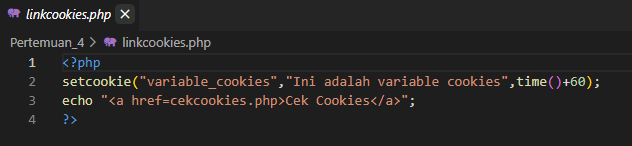 linkcookies.php
Pertemuan_4 > linkcookies.php
1 <?php
2 setcookie("variable_cookies","Ini adalah variable cookies",time()+60);
3 echo "<a href=cekcookies.php>Cek Cookies</a>";
4 ?>